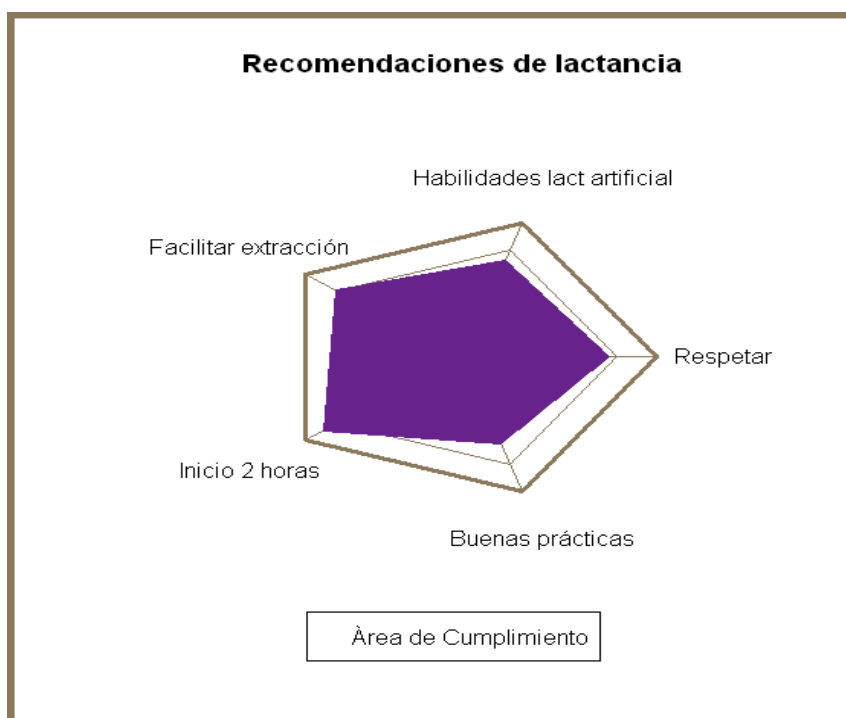 Recomendaciones de lactancia
Habilidades lact artificial
Facilitar extracción
Respetar
Inicio 2 horas
Buenas prácticas
Àrea de Cumplimiento